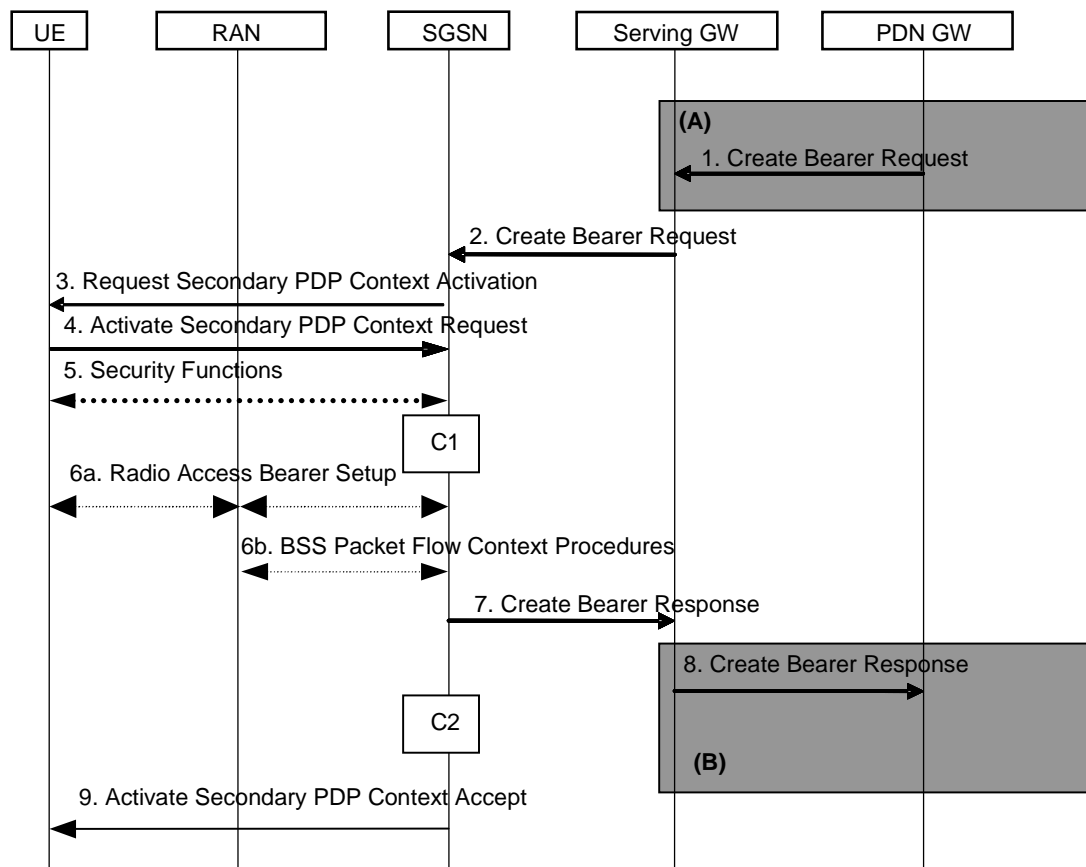 UE
RAN
SGSN
Serving GW
PDN GW
(A)
1. Create Bearer Request
2. Create Bearer Request
3. Request Secondary PDP Context Activation
4. Activate Secondary PDP Context Request
5. Security Functions
C1
6a. Radio Access Bearer Setup
6b. BSS Packet Flow Context Procedures
7. Create Bearer Response
8. Create Bearer Response
C2
(B)
9. Activate Secondary PDP Context Accept